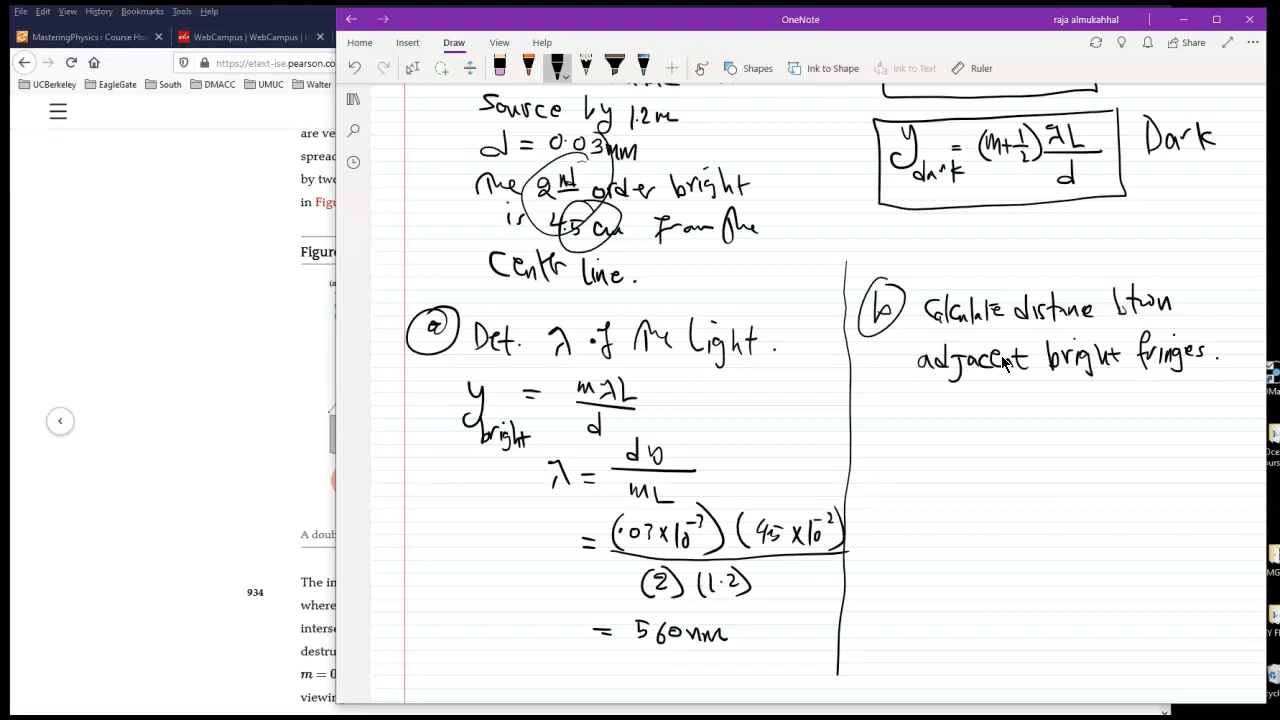 File Edit View History Bookmarks Tools Help
MasteringPhysics : Course Ho
WebCampus | WebCampus | U
https://etext-ise.pearson.co
UCBerkeley EagleGate South DMACC UMUC Walter
are ve
spread
by two
in Figu
Figure
(a
A doub
The in
934
where
inters
destru
m = 0
viewin
OneNote
raja almukahhal
Home Insert Draw View Help
Share
Shapes Ink to Shape Ink to Text Ruler
Source by 1.2m
d = 0.03mm
The 2nd order bright
is 4.5 cm from the
Center line.
y dark = (m+1/2) λL / d Dark
(a) Det. λ of the light.
y bright = mλL / d
λ = dy / mL
= (.03×10^-3) (4.5×10^-2) / (2) (1.2)
= 560nm
(b) Calculate distane btwn
adjacent bright fringes.